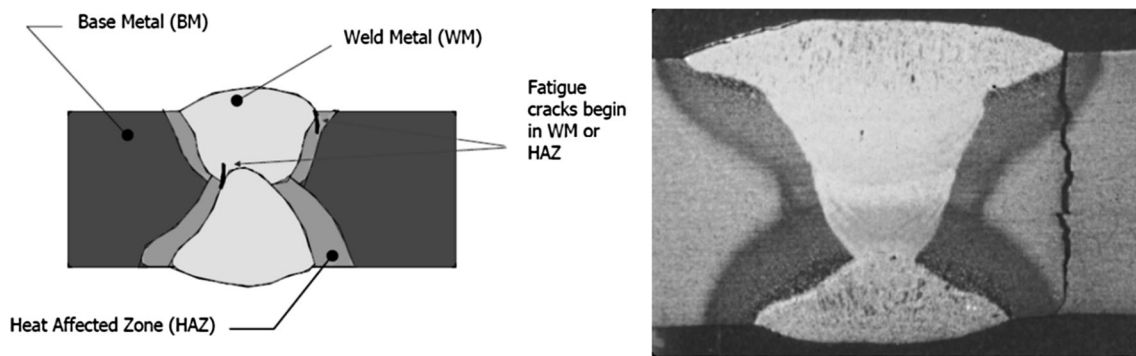 Base Metal (BM)
Weld Metal (WM)
Fatigue
cracks begin
in WM or
HAZ
Heat Affected Zone (HAZ)